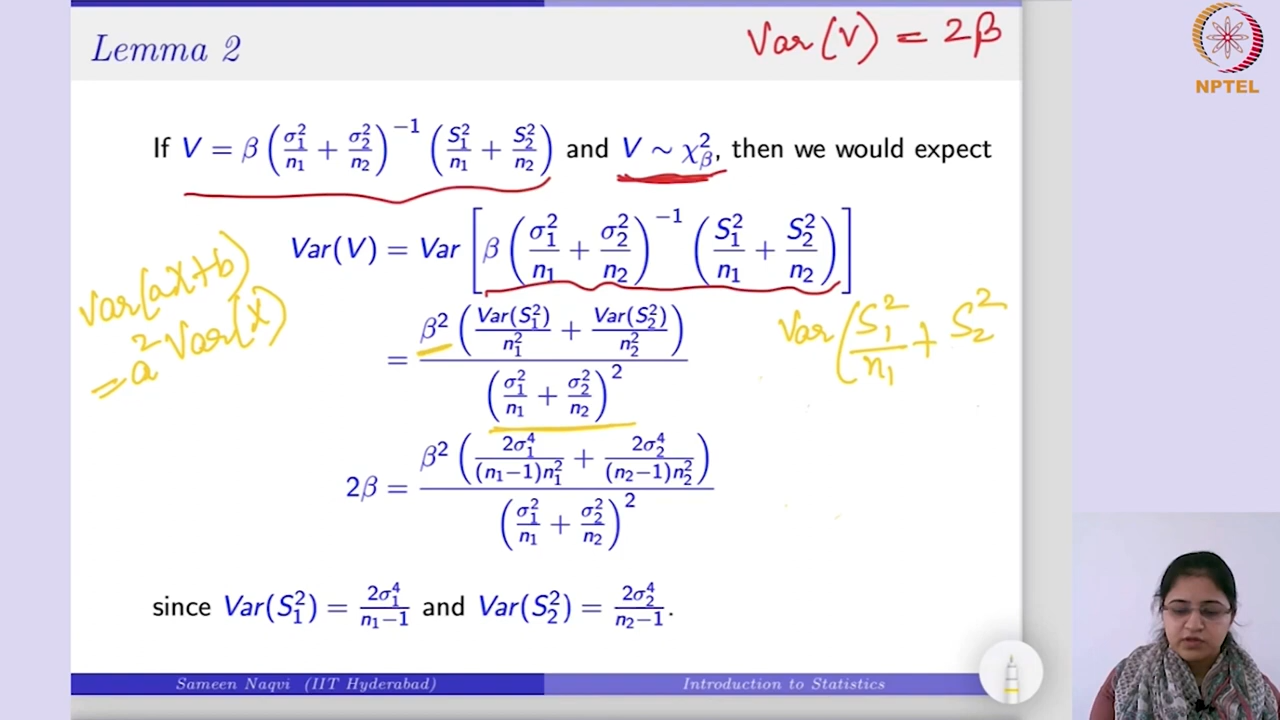 Lemma 2
Var(V) = 2β
NPTEL
If V = β (σ₁²/n₁ + σ₂²/n₂)⁻¹ (S₁²/n₁ + S₂²/n₂) and V ~ χ²_β, then we would expect
Var(V) = Var [β (σ₁²/n₁ + σ₂²/n₂)⁻¹ (S₁²/n₁ + S₂²/n₂)]
Var(ax+b)
= a² Var(x)
= β² (Var(S₁²)/n₁² + Var(S₂²)/n₂²) / (σ₁²/n₁ + σ₂²/n₂)²
Var(S₁²/n₁ + S₂²
2β = β² (2σ₁⁴/(n₁−1)n₁² + 2σ₂⁴/(n₂−1)n₂²) / (σ₁²/n₁ + σ₂²/n₂)²
since Var(S₁²) = 2σ₁⁴/n₁−1 and Var(S₂²) = 2σ₂⁴/n₂−1.
Sameen Naqvi (IIT Hyderabad) Introduction to Statistics